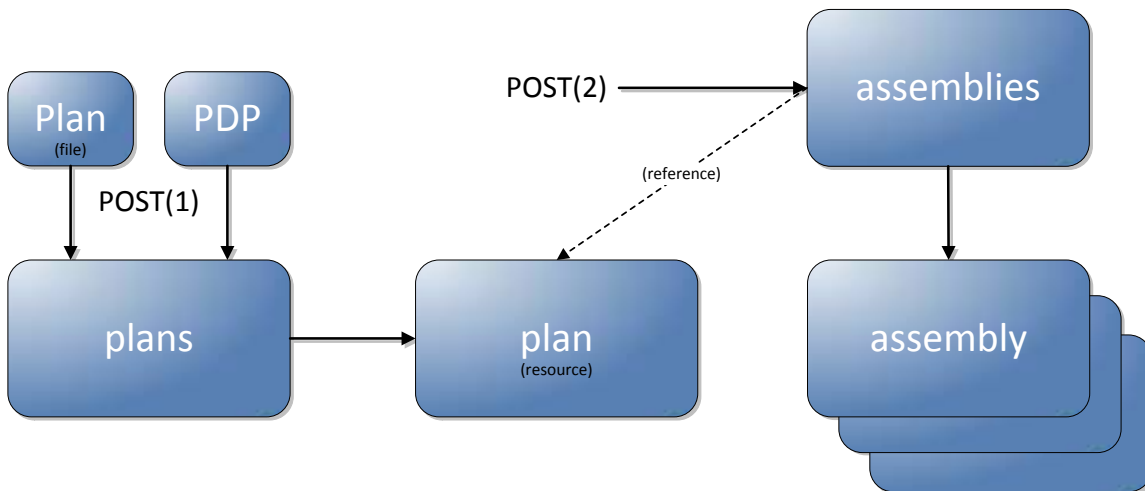 Plan
(file)
PDP
POST(1)
plans
plan
(resource)
POST(2)
(reference)
assemblies
assembly